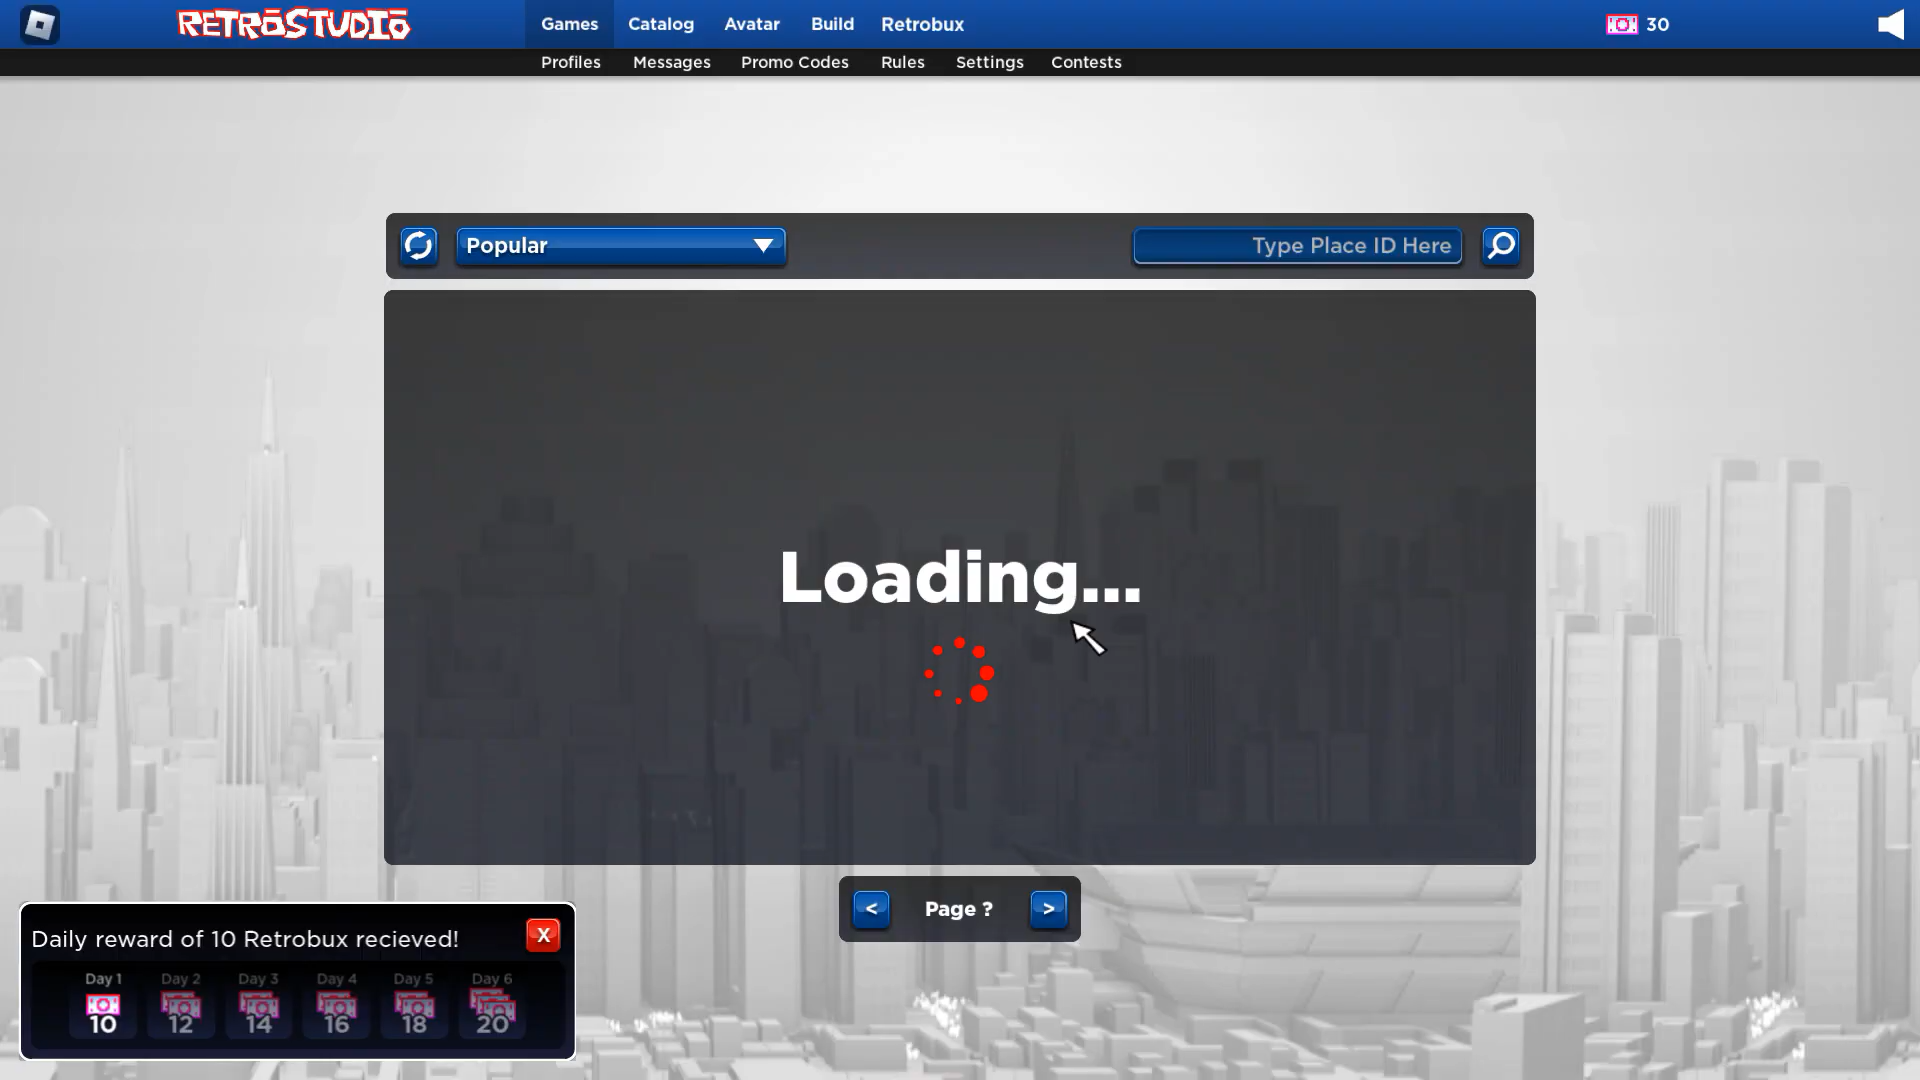 RETROSTUDIO
Games Catalog Avatar Build Retrobux
30
Profiles Messages Promo Codes Rules Settings Contests
Popular
Type Place ID Here
Loading...
< Page ? >
Daily reward of 10 Retrobux recieved!
X
Day 1 Day 2 Day 3 Day 4 Day 5 Day 6
10 12 14 16 18 20